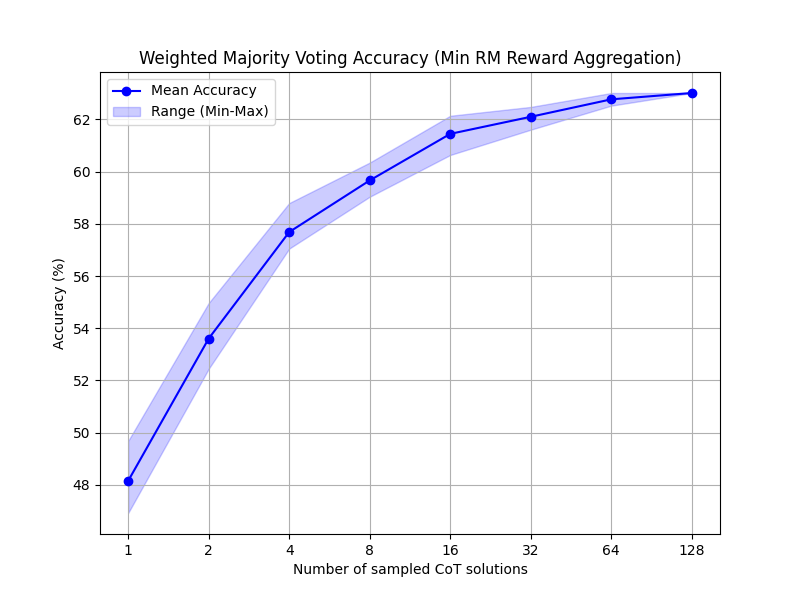 Weighted Majority Voting Accuracy (Min RM Reward Aggregation)
Mean Accuracy
Range (Min-Max)
Accuracy (%)
62
60
58
56
54
52
50
48
1 2 4 8 16 32 64 128
Number of sampled CoT solutions